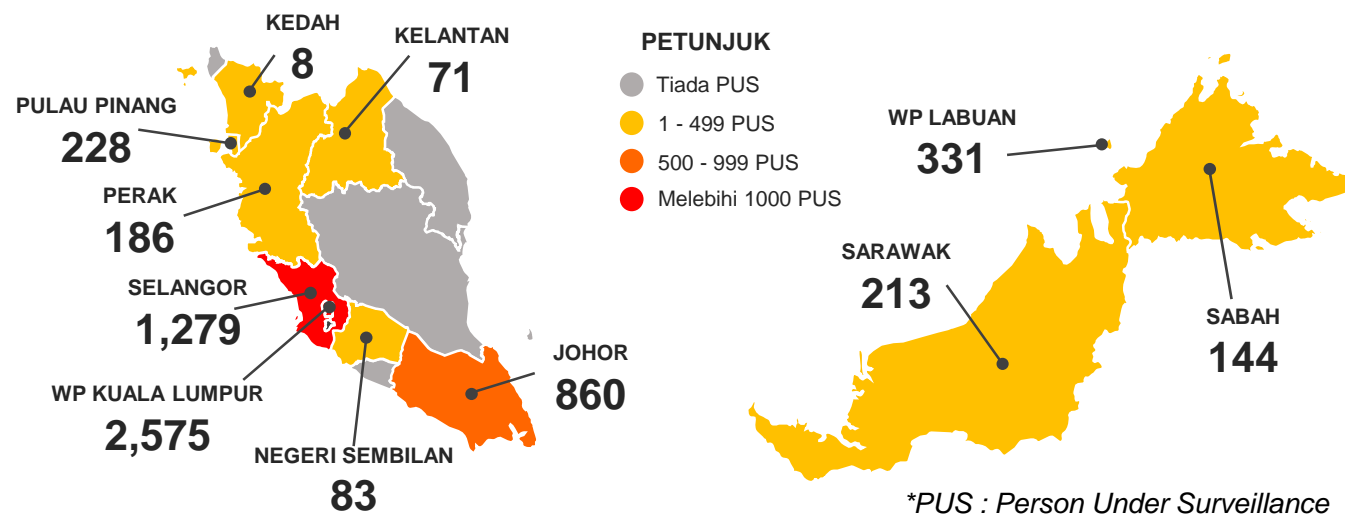 KEDAH
8
KELANTAN
71
PULAU PINANG
228
PERAK
186
SELANGOR
1,279
WP KUALA LUMPUR
2,575
NEGERI SEMBILAN
83
JOHOR
860
PETUNJUK
Tiada PUS
1 - 499 PUS
500 - 999 PUS
Melebihi 1000 PUS
WP LABUAN
331
SARAWAK
213
SABAH
144
*PUS : Person Under Surveillance